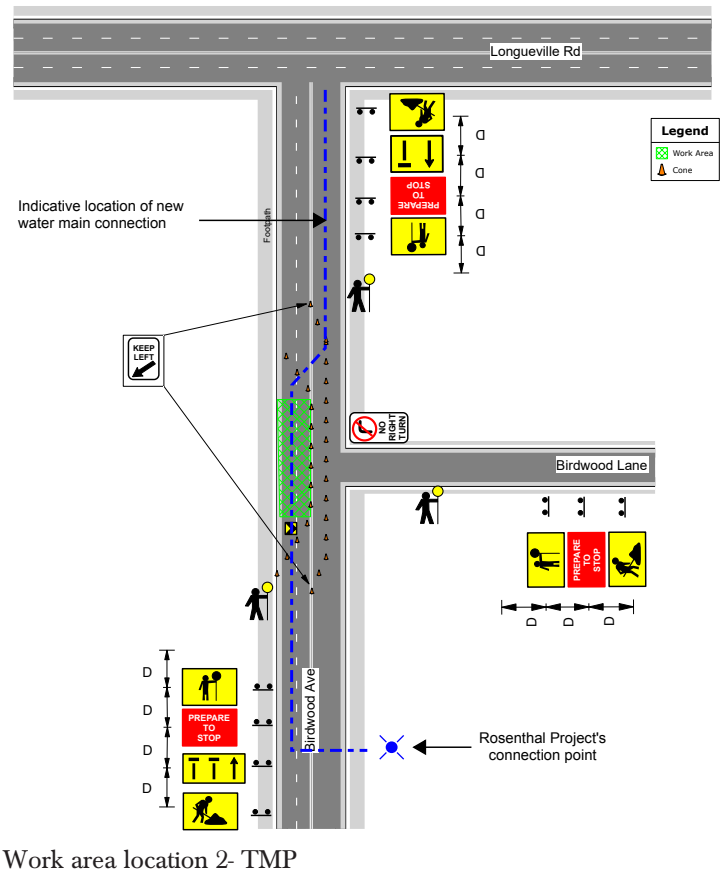 Longueville Rd
Legend
Work Area
Cone
D
D
D
D
PREPARE
TO
STOP
Indicative location of new
water main connection
Footpath
KEEP
LEFT
NO
RIGHT
TURN
Birdwood Lane
PREPARE
TO
STOP
D
D
D
D
D
D
D
PREPARE
TO
STOP
Birdwood Ave
Rosenthal Project's
connection point
Work area location 2- TMP